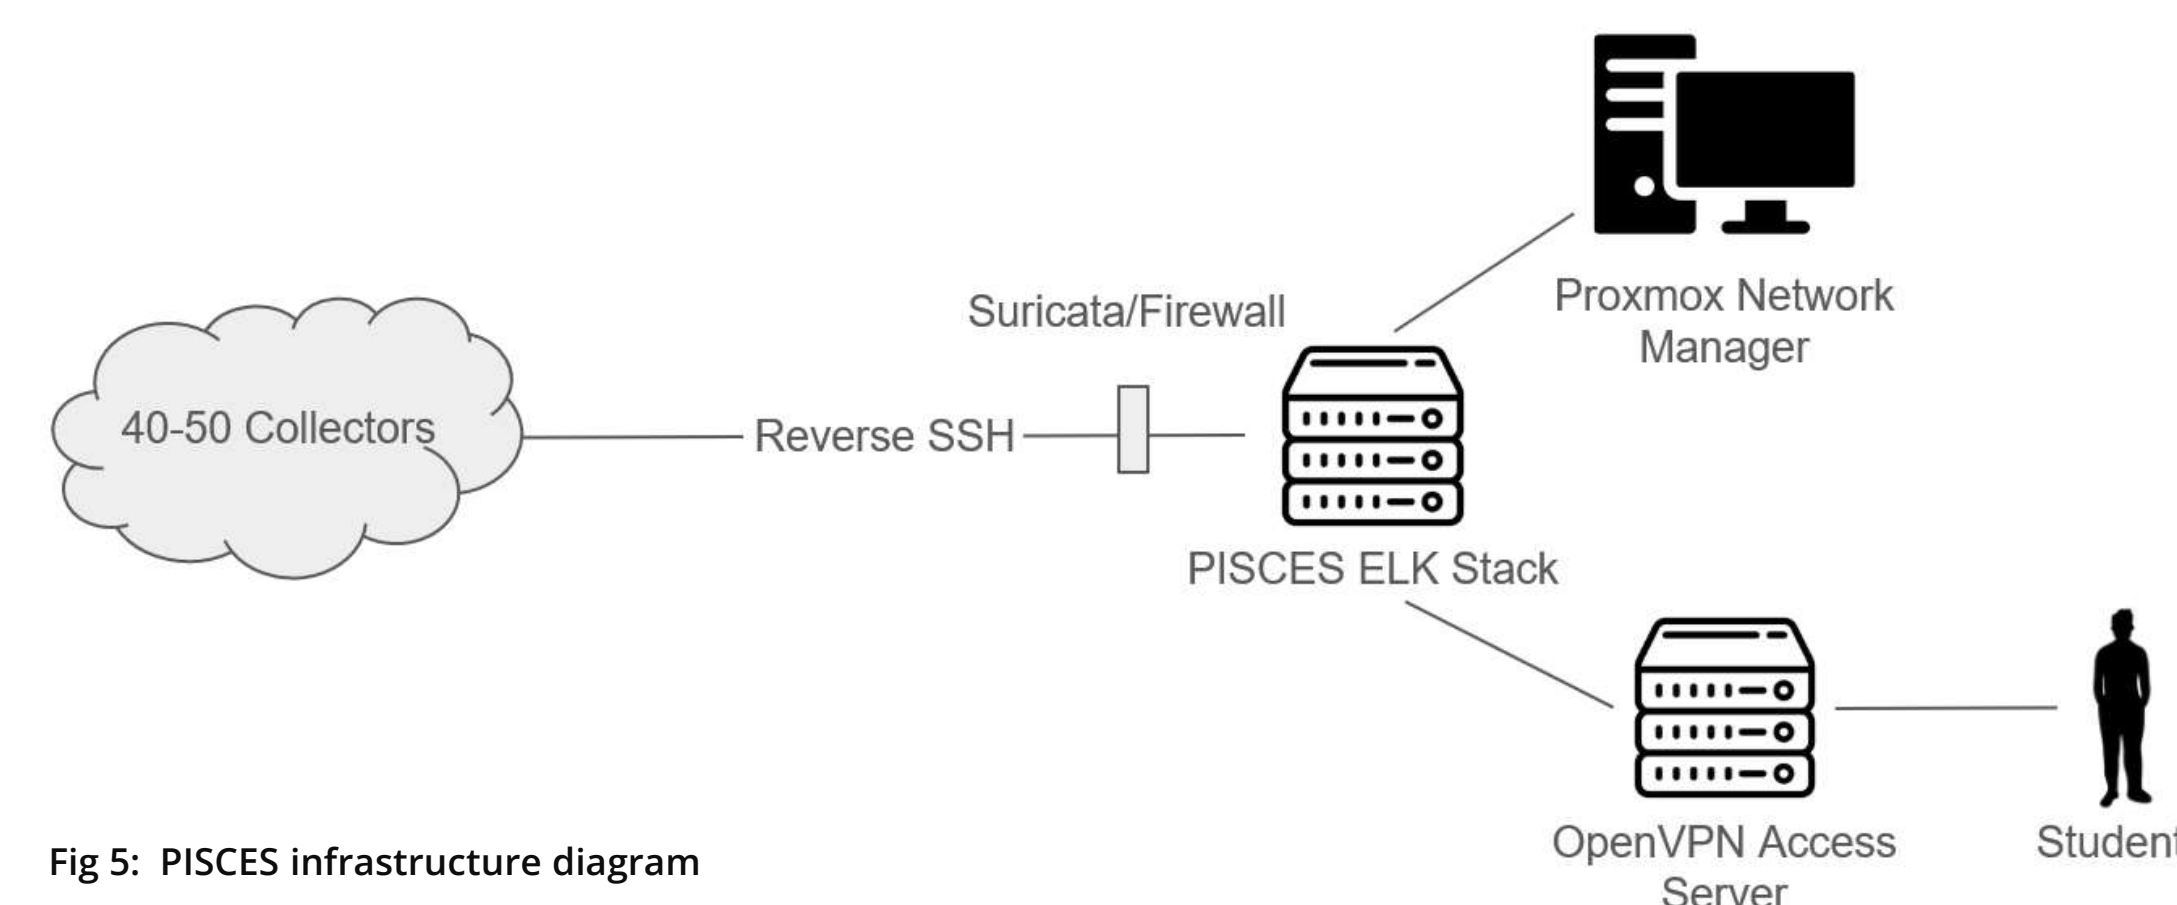 Proxmox Network
Manager
Suricata/Firewall
40-50 Collectors
Reverse SSH
PISCES ELK Stack
OpenVPN Access
Server
Student
Fig 5: PISCES infrastructure diagram